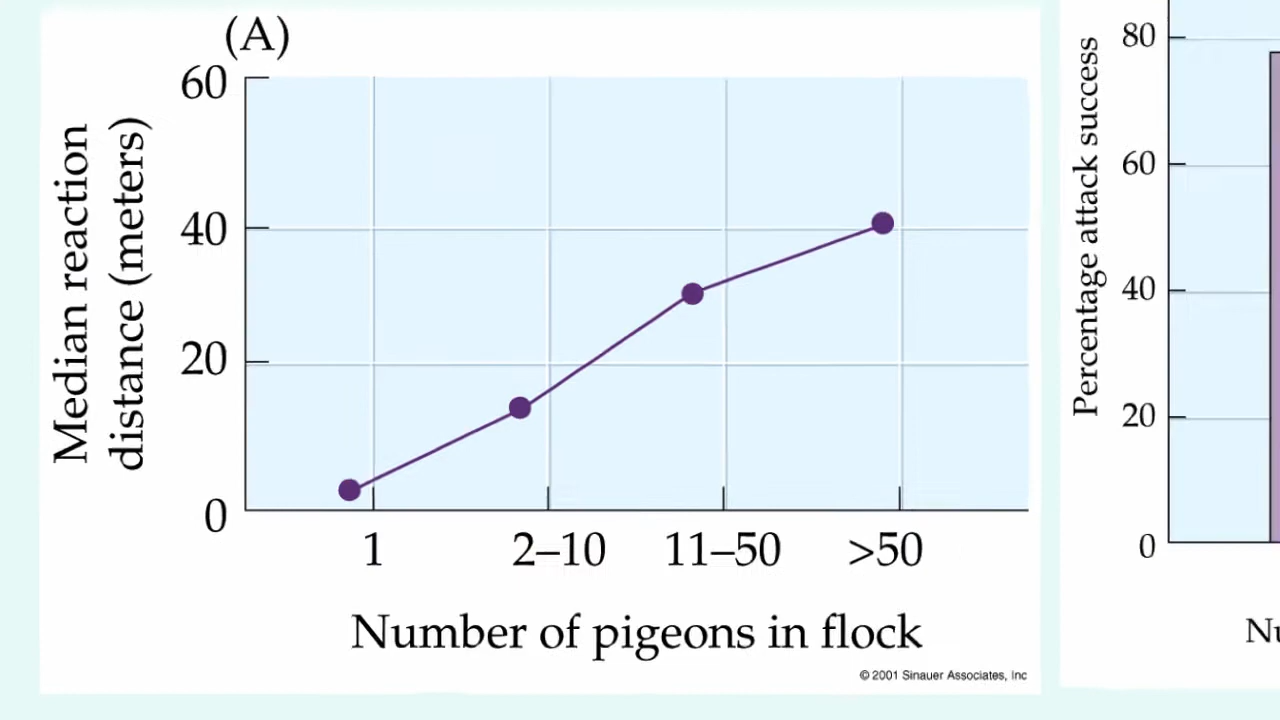 (A)
60
40
20
0
Median reaction
distance (meters)
1
2–10
11–50
>50
Number of pigeons in flock
© 2001 Sinauer Associates, Inc
80
60
40
20
0
Percentage attack success